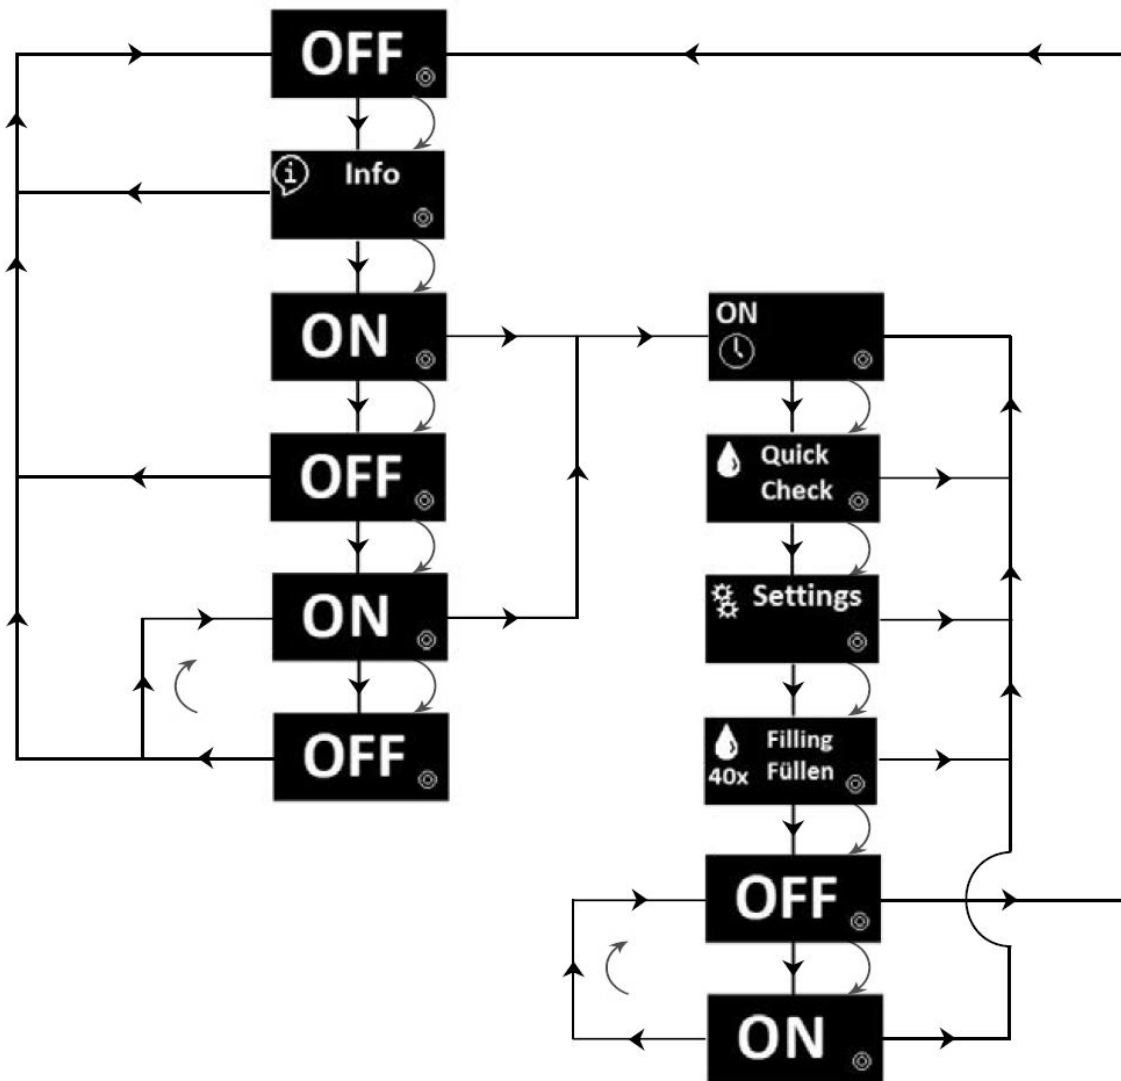 OFF
Info
ON
OFF
ON
OFF
ON
Quick
Check
Settings
Filling
40x Füllen
OFF
ON